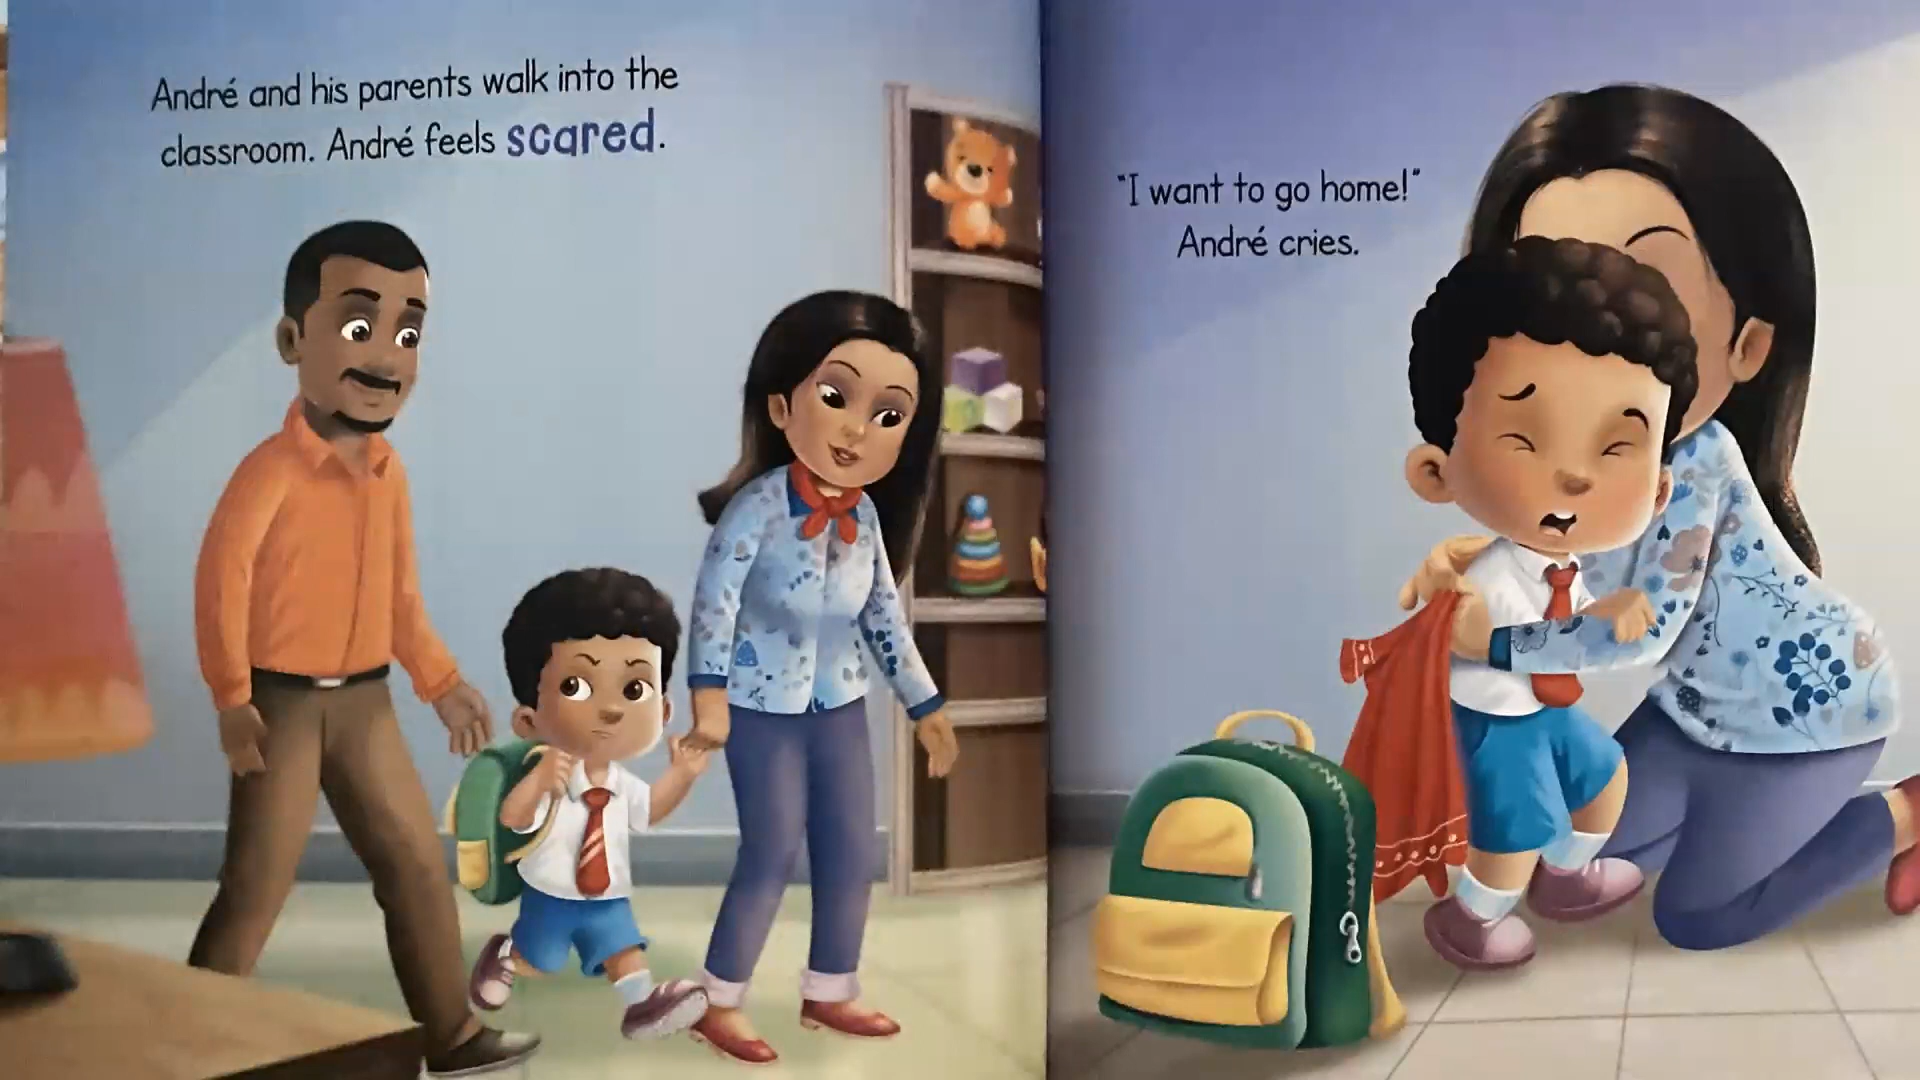 André and his parents walk into the
classroom. André feels scared.
"I want to go home!"
André cries.